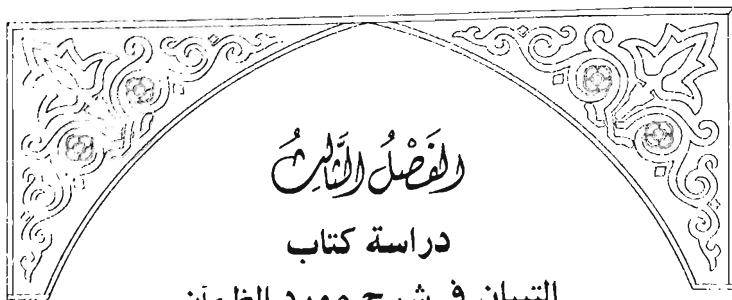 الفَصْلُ الثَّالِثُ
دراسة كتاب
التبيان في شرح مورد الظمآن